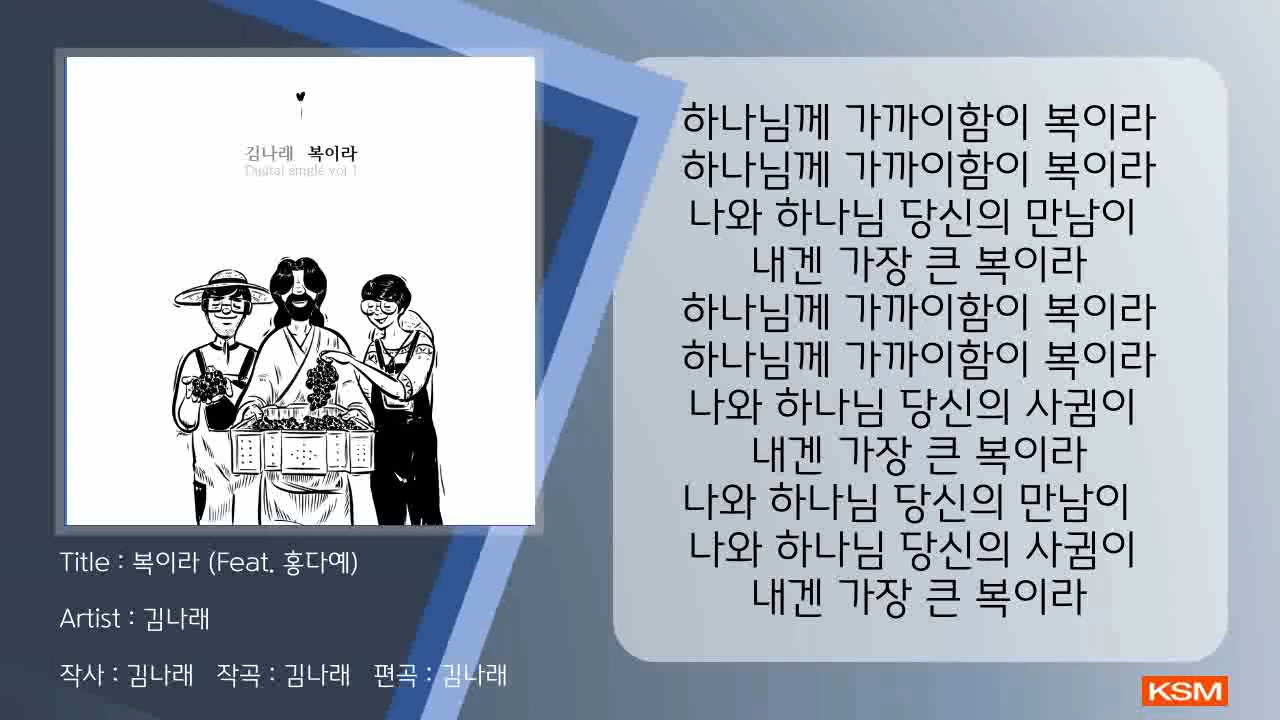 김나래 복이라
Digital single vol 1
Title : 복이라 (Feat. 홍다예)
Artist : 김나래
작사 : 김나래 작곡 : 김나래 편곡 : 김나래
하나님께 가까이함이 복이라
하나님께 가까이함이 복이라
나와 하나님 당신의 만남이
내겐 가장 큰 복이라
하나님께 가까이함이 복이라
하나님께 가까이함이 복이라
나와 하나님 당신의 사귐이
내겐 가장 큰 복이라
나와 하나님 당신의 만남이
나와 하나님 당신의 사귐이
내겐 가장 큰 복이라
KSM